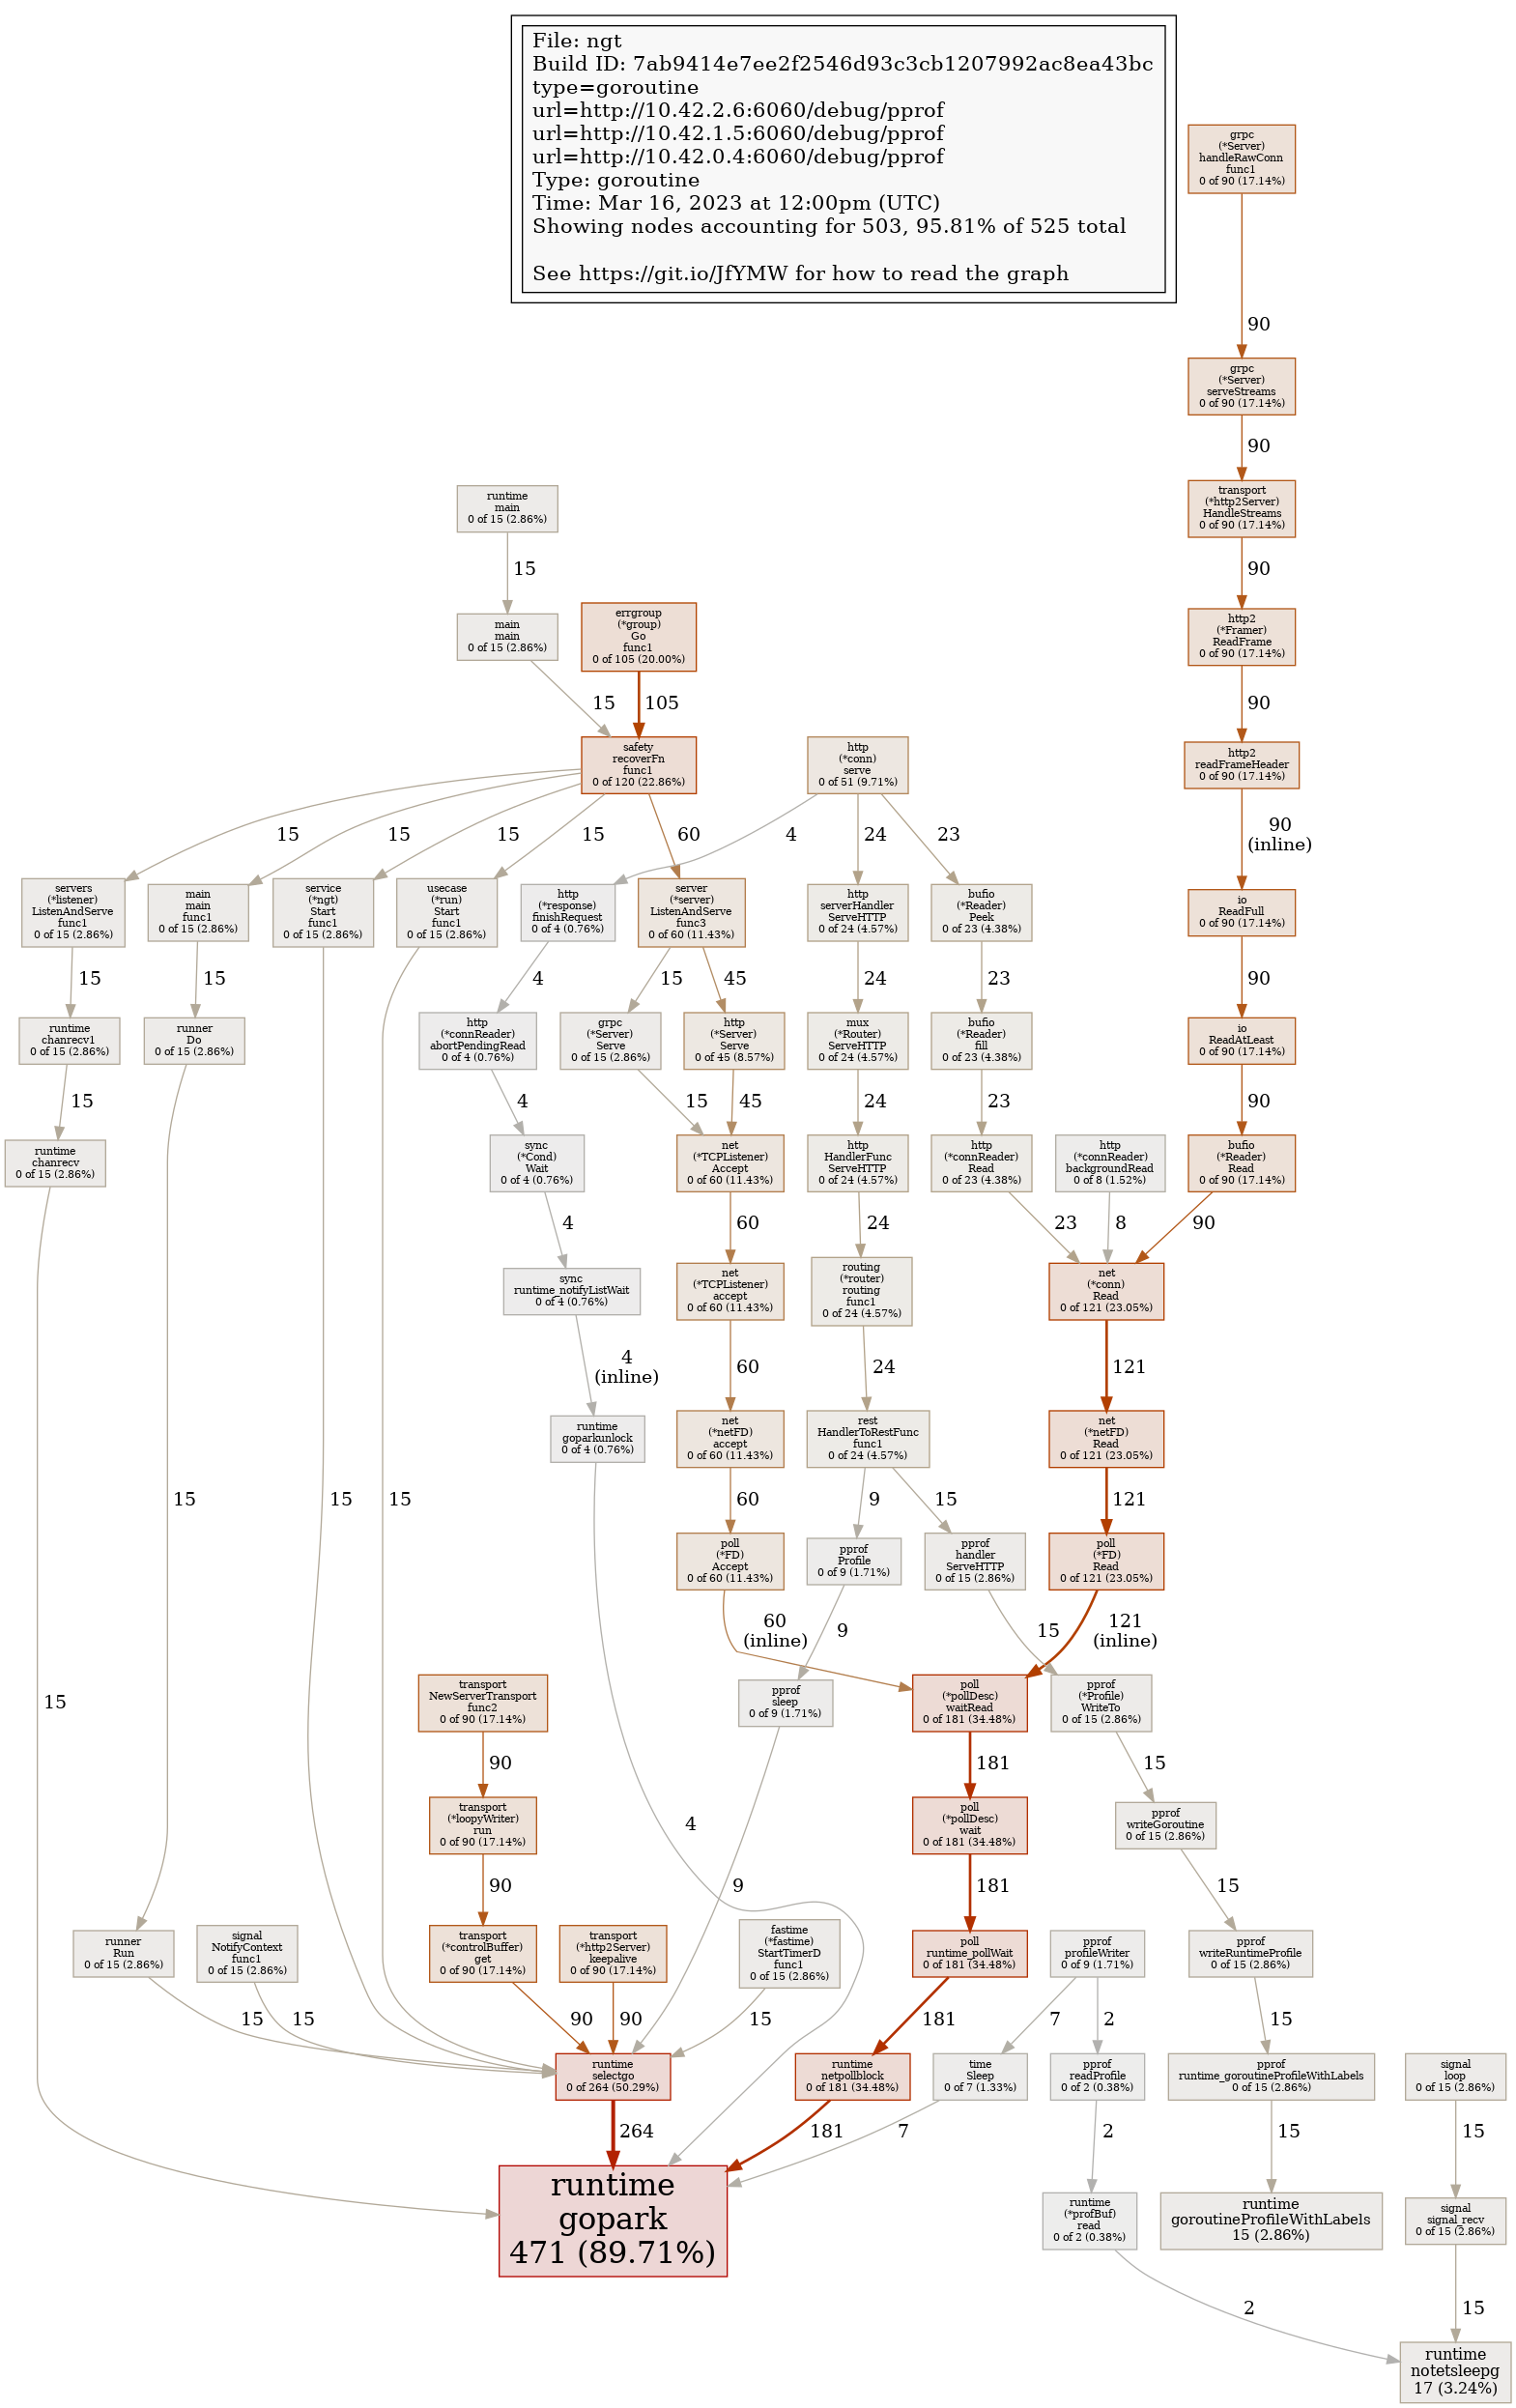 File: ngt
Build ID: 7ab9414e7ee2f2546d93c3cb1207992ac8ea43bc
type=goroutine
url=http://10.42.2.6:6060/debug/pprof
url=http://10.42.1.5:6060/debug/pprof
url=http://10.42.0.4:6060/debug/pprof
Type: goroutine
Time: Mar 16, 2023 at 12:00pm (UTC)
Showing nodes accounting for 503, 95.81% of 525 total
See https://git.io/JfYMW for how to read the graph
grpc
(*Server)
handleRawConn
func1
0 of 90 (17.14%)
90
grpc
(*Server)
serveStreams
0 of 90 (17.14%)
90
transport
(*http2Server)
HandleStreams
0 of 90 (17.14%)
90
http2
(*Framer)
ReadFrame
0 of 90 (17.14%)
90
http2
readFrameHeader
0 of 90 (17.14%)
90
(inline)
io
ReadFull
0 of 90 (17.14%)
90
io
ReadAtLeast
0 of 90 (17.14%)
90
bufio
(*Reader)
Read
0 of 90 (17.14%)
90
runtime
main
0 of 15 (2.86%)
15
main
main
0 of 15 (2.86%)
15
errgroup
(*group)
Go
func1
0 of 105 (20.00%)
105
safety
recoverFn
func1
0 of 120 (22.86%)
15
15
15
15
60
http
(*conn)
serve
0 of 51 (9.71%)
4
24
23
servers
(*listener)
ListenAndServe
func1
0 of 15 (2.86%)
15
main
main
func1
0 of 15 (2.86%)
15
service
(*ngt)
Start
func1
0 of 15 (2.86%)
15
usecase
(*run)
Start
func1
0 of 15 (2.86%)
15
http
(*response)
finishRequest
0 of 4 (0.76%)
4
server
(*server)
ListenAndServe
func3
0 of 60 (11.43%)
15
45
http
serverHandler
ServeHTTP
0 of 24 (4.57%)
24
bufio
(*Reader)
Peek
0 of 23 (4.38%)
23
runtime
chanrecv1
0 of 15 (2.86%)
15
runner
Do
0 of 15 (2.86%)
15
http
(*connReader)
abortPendingRead
0 of 4 (0.76%)
4
grpc
(*Server)
Serve
0 of 15 (2.86%)
15
http
(*Server)
Serve
0 of 45 (8.57%)
45
mux
(*Router)
ServeHTTP
0 of 24 (4.57%)
24
bufio
(*Reader)
fill
0 of 23 (4.38%)
23
runtime
chanrecv
0 of 15 (2.86%)
15
sync
(*Cond)
Wait
0 of 4 (0.76%)
4
net
(*TCPListener)
Accept
0 of 60 (11.43%)
60
http
HandlerFunc
ServeHTTP
0 of 24 (4.57%)
24
http
(*connReader)
Read
0 of 23 (4.38%)
23
http
(*connReader)
backgroundRead
0 of 8 (1.52%)
8
sync
runtime_notifyListWait
0 of 4 (0.76%)
4
(inline)
net
(*TCPListener)
accept
0 of 60 (11.43%)
60
routing
(*router)
routing
func1
0 of 24 (4.57%)
24
net
(*conn)
Read
0 of 121 (23.05%)
121
runtime
goparkunlock
0 of 4 (0.76%)
4
net
(*netFD)
accept
0 of 60 (11.43%)
60
rest
HandlerToRestFunc
func1
0 of 24 (4.57%)
9
15
net
(*netFD)
Read
0 of 121 (23.05%)
121
poll
(*FD)
Accept
0 of 60 (11.43%)
60
(inline)
pprof
Profile
0 of 9 (1.71%)
9
pprof
handler
ServeHTTP
0 of 15 (2.86%)
15
poll
(*FD)
Read
0 of 121 (23.05%)
121
(inline)
transport
NewServerTransport
func2
0 of 90 (17.14%)
90
pprof
sleep
0 of 9 (1.71%)
9
poll
(*pollDesc)
waitRead
0 of 181 (34.48%)
181
pprof
(*Profile)
WriteTo
0 of 15 (2.86%)
15
transport
(*loopyWriter)
run
0 of 90 (17.14%)
90
poll
(*pollDesc)
wait
0 of 181 (34.48%)
181
pprof
writeGoroutine
0 of 15 (2.86%)
15
runner
Run
0 of 15 (2.86%)
15
signal
NotifyContext
func1
0 of 15 (2.86%)
15
transport
(*controlBuffer)
get
0 of 90 (17.14%)
90
transport
(*http2Server)
keepalive
0 of 90 (17.14%)
90
fastime
(*fastime)
StartTimerD
func1
0 of 15 (2.86%)
15
poll
runtime_pollWait
0 of 181 (34.48%)
181
pprof
profileWriter
0 of 9 (1.71%)
7
2
pprof
writeRuntimeProfile
0 of 15 (2.86%)
15
runtime
selectgo
0 of 264 (50.29%)
264
runtime
netpollblock
0 of 181 (34.48%)
181
time
Sleep
0 of 7 (1.33%)
7
pprof
readProfile
0 of 2 (0.38%)
2
pprof
runtime_goroutineProfileWithLabels
0 of 15 (2.86%)
15
signal
loop
0 of 15 (2.86%)
15
runtime
gopark
471 (89.71%)
runtime
(*profBuf)
read
0 of 2 (0.38%)
2
runtime
goroutineProfileWithLabels
15 (2.86%)
signal
signal_recv
0 of 15 (2.86%)
15
runtime
notetsleepg
17 (3.24%)